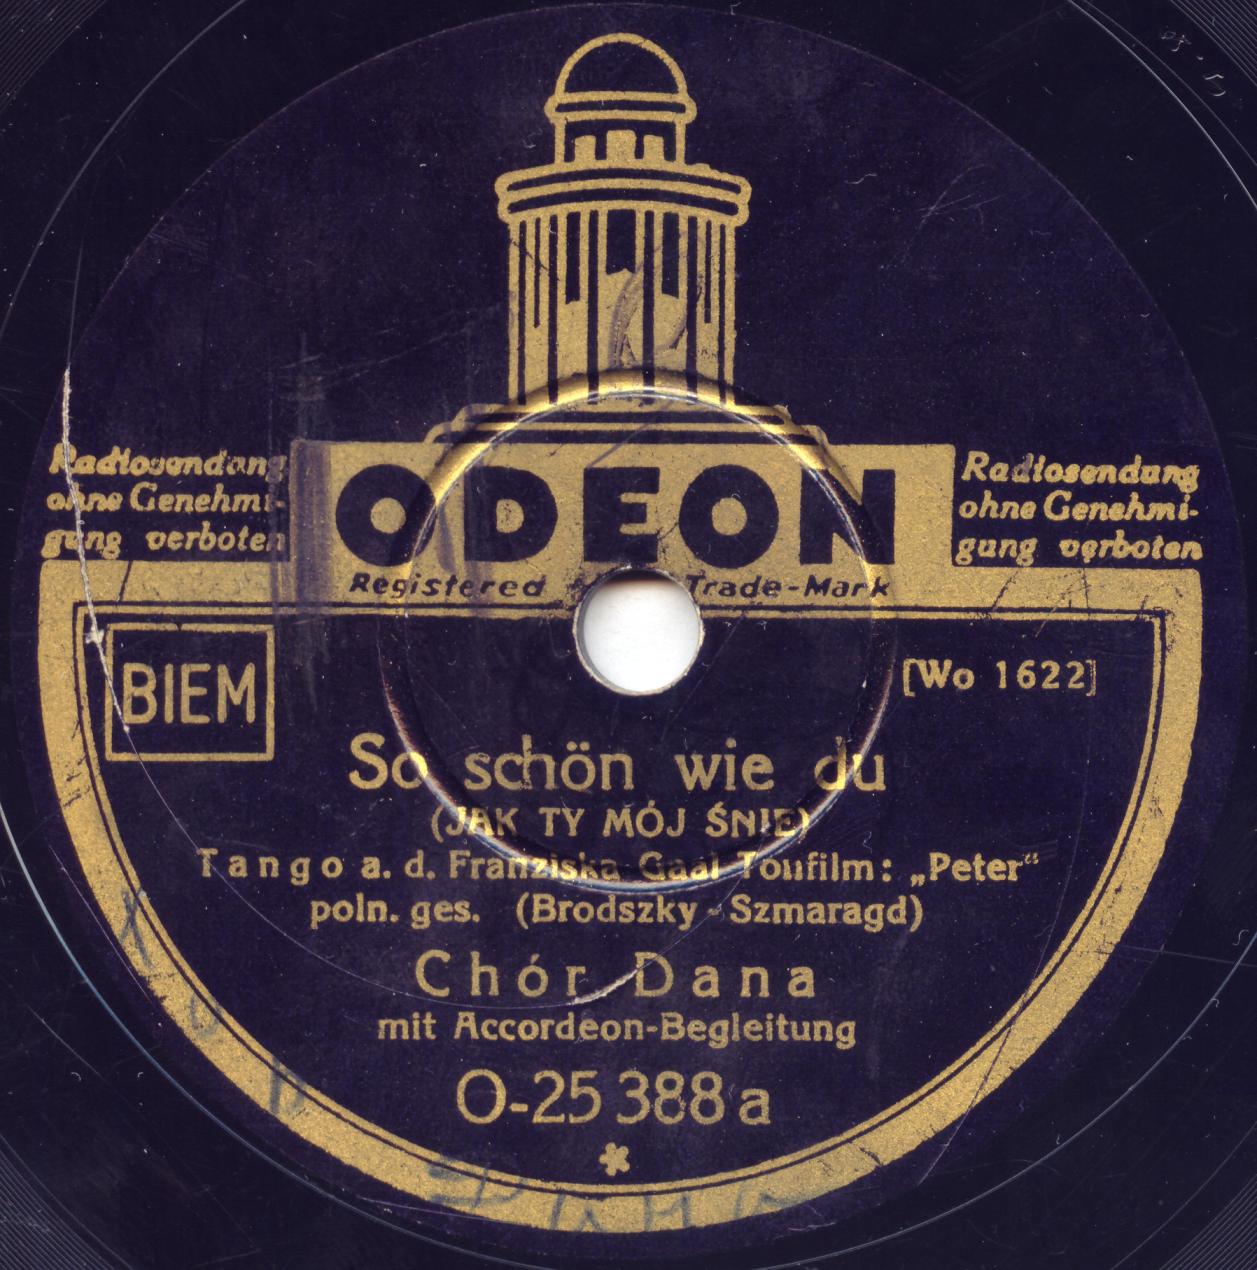 Radiosendung
ohne Genehmi-
gung verboten
ODEON
Radiosendung
ohne Genehmi-
gung verboten
Registered Trade-Mark
BIEM
[Wo 1622]
So schön wie du
(JAK TY MÓJ ŚNIE)
Tango a. d. Franziska Gaal Tonfilm: „Peter“
poln. ges. (Brodszky - Szmaragd)
Chór Dana
mit Accordeon-Begleitung
O-25 388 a